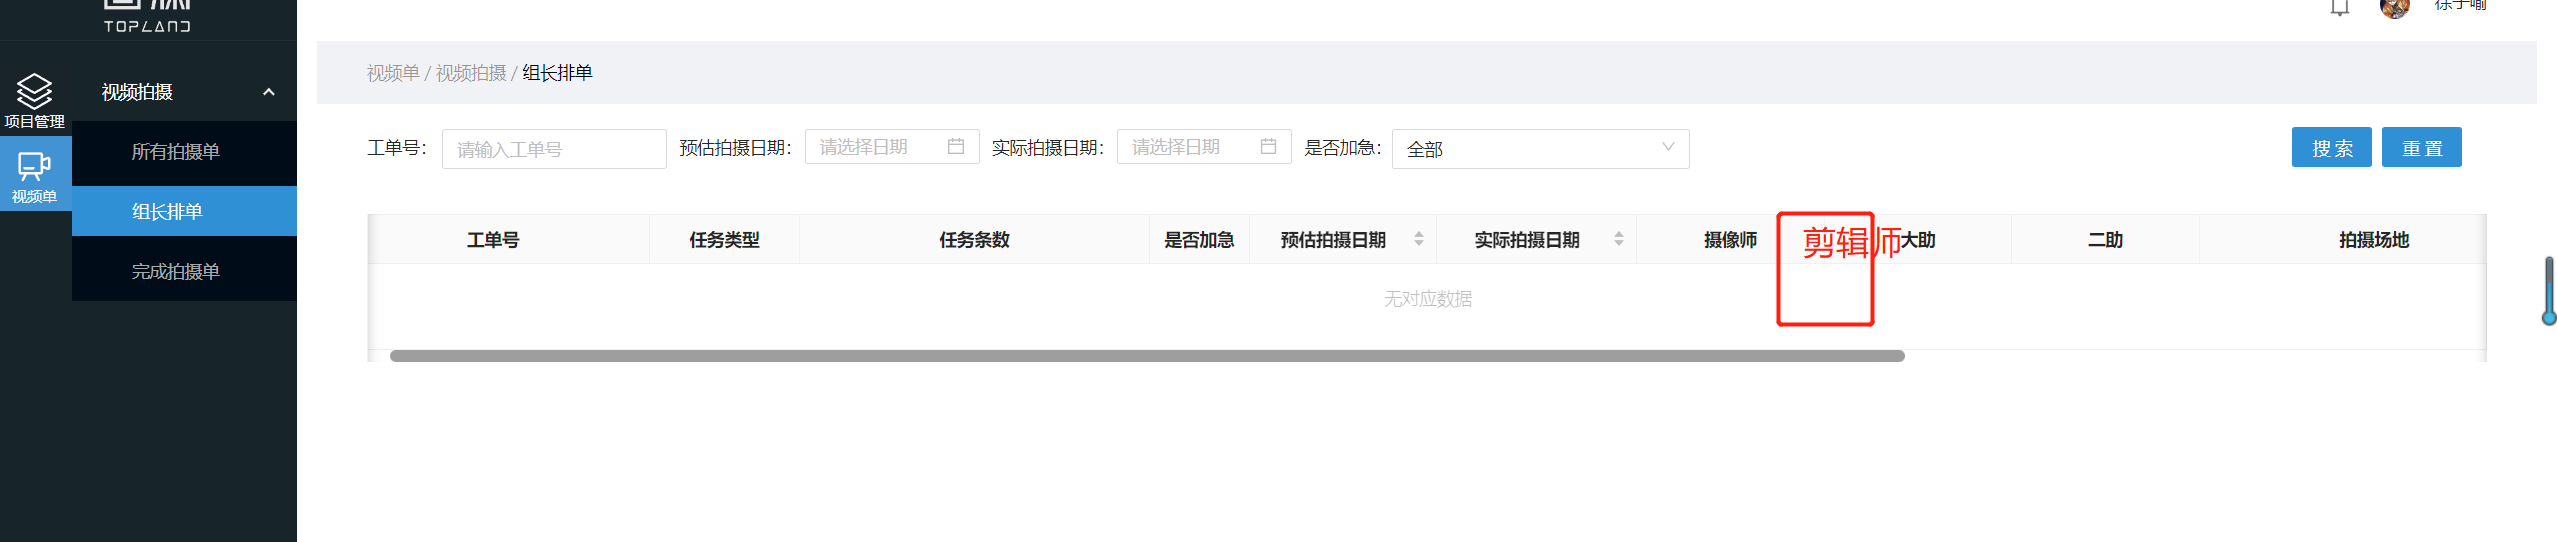 TOPLAND
项目管理
视频单
视频拍摄
所有拍摄单
组长排单
完成拍摄单
视频单 / 视频拍摄 / 组长排单
工单号: 请输入工单号 预估拍摄日期: 请选择日期 实际拍摄日期: 请选择日期 是否加急: 全部 搜索 重置
工单号 任务类型 任务条数 是否加急 预估拍摄日期 实际拍摄日期 摄像师 剪辑师 大助 二助 拍摄场地
无对应数据